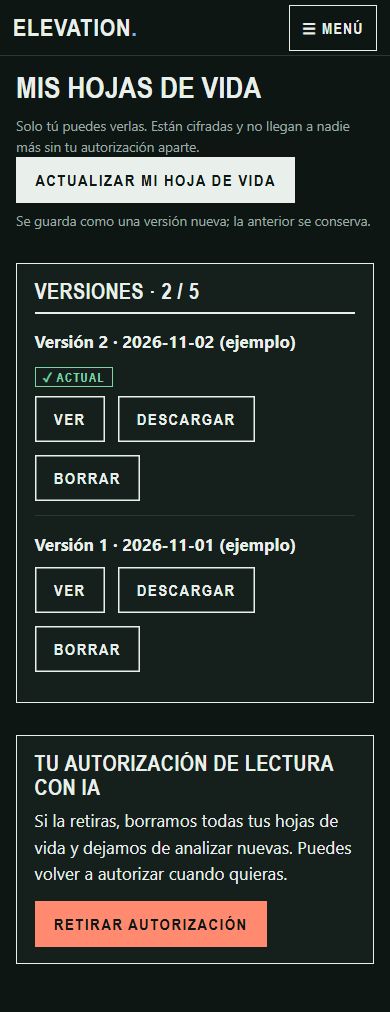 ELEVATION.
☰ MENÚ
MIS HOJAS DE VIDA
Solo tú puedes verlas. Están cifradas y no llegan a nadie
más sin tu autorización aparte.
ACTUALIZAR MI HOJA DE VIDA
Se guarda como una versión nueva; la anterior se conserva.
VERSIONES · 2 / 5
Versión 2 · 2026-11-02 (ejemplo)
✓ ACTUAL
VER
DESCARGAR
BORRAR
Versión 1 · 2026-11-01 (ejemplo)
VER
DESCARGAR
BORRAR
TU AUTORIZACIÓN DE LECTURA
CON IA
Si la retiras, borramos todas tus hojas de
vida y dejamos de analizar nuevas. Puedes
volver a autorizar cuando quieras.
RETIRAR AUTORIZACIÓN